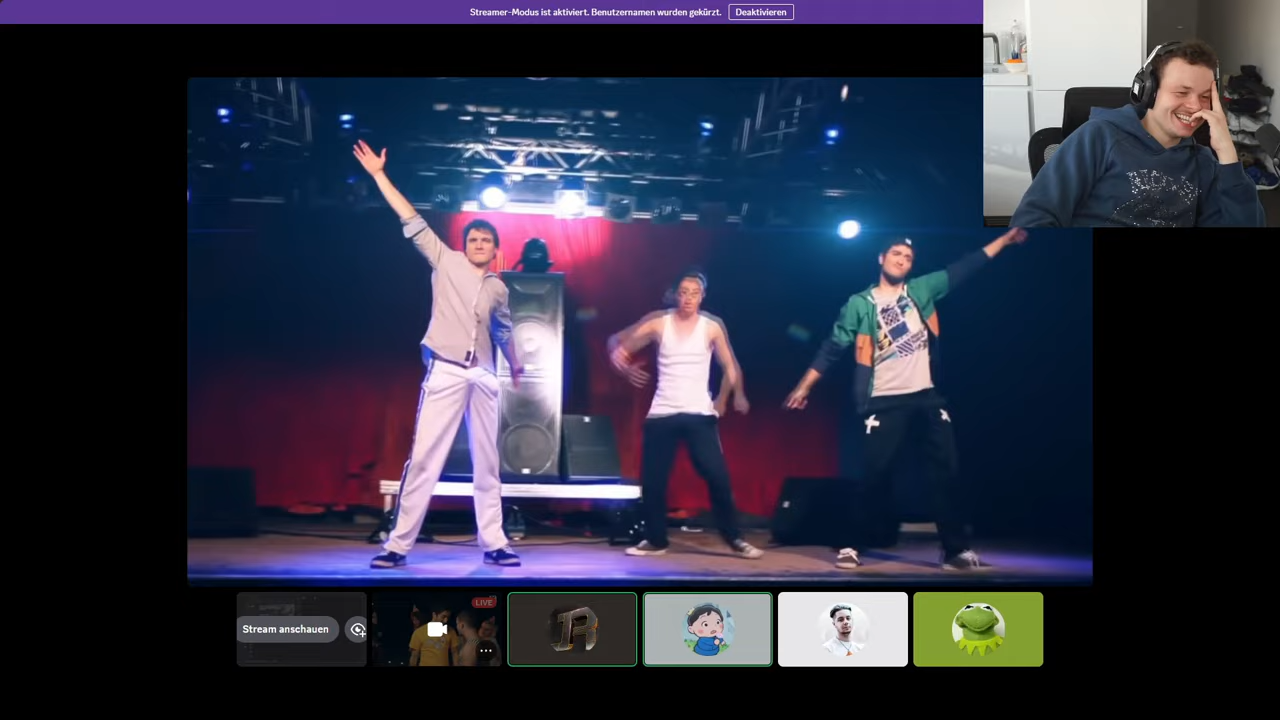 Streamer-Modus ist aktiviert. Benutzernamen wurden gekürzt. Deaktivieren
LIVE
Stream anschauen